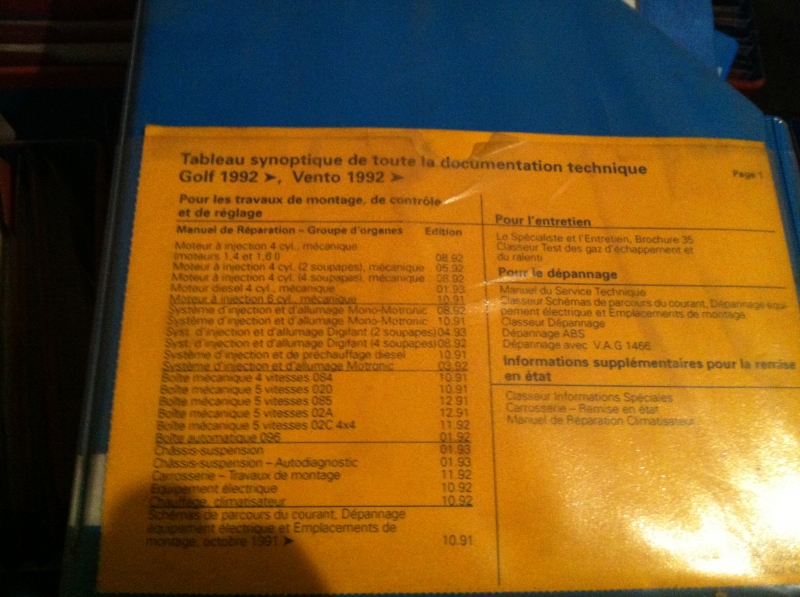 Tableau synoptique de toute la documentation technique
Golf 1992 ➤, Vento 1992 ➤
Page 1
Pour les travaux de montage, de contrôle
et de réglage
Manuel de Réparation – Groupe d'organes Edition
Moteur à injection 4 cyl., mécanique
(moteurs 1,4 et 1,6 l) 08.92
Moteur à injection 4 cyl. (2 soupapes), mécanique 05.92
Moteur à injection 4 cyl. (4 soupapes), mécanique 08.92
Moteur diesel 4 cyl., mécanique 01.93
Moteur à injection 6 cyl., mécanique 10.91
Système d'injection et d'allumage Mono-Motronic 08.92
Système d'injection et d'allumage Mono-Motronic 10.91
Syst. d'injection et d'allumage Digifant (2 soupapes) 04.93
Syst. d'injection et d'allumage Digifant (4 soupapes) 08.92
Système d'injection et de préchauffage diesel 10.91
Système d'injection et d'allumage Motronic 03.92
Boîte mécanique 4 vitesses 084 10.91
Boîte mécanique 5 vitesses 020 10.91
Boîte mécanique 5 vitesses 085 12.91
Boîte mécanique 5 vitesses 02A 12.91
Boîte mécanique 5 vitesses 02C 4x4 11.92
Boîte automatique 096 01.92
Châssis-suspension 01.93
Châssis-suspension – Autodiagnostic 01.93
Carrosserie – Travaux de montage 11.92
Equipement électrique 10.92
Chauffage, climatiseur 10.92
Schémas de parcours du courant, Dépannage
équipement électrique et Emplacements de
montage, octobre 1991 ➤ 10.91
Pour l'entretien
Le Spécialiste et l'Entretien, Brochure 35
Classeur Test des gaz d'échappement et
du ralenti
Pour le dépannage
Manuel du Service Technique
Classeur Schémas de parcours du courant, Dépannage équi-
pement électrique et Emplacements de montage
Classeur Dépannage
Dépannage ABS
Dépannage avec V.A.G 1466
Informations supplémentaires pour la remise
en état
Classeur Informations Spéciales
Carrosserie – Remise en état
Manuel de Réparation Climatiseur